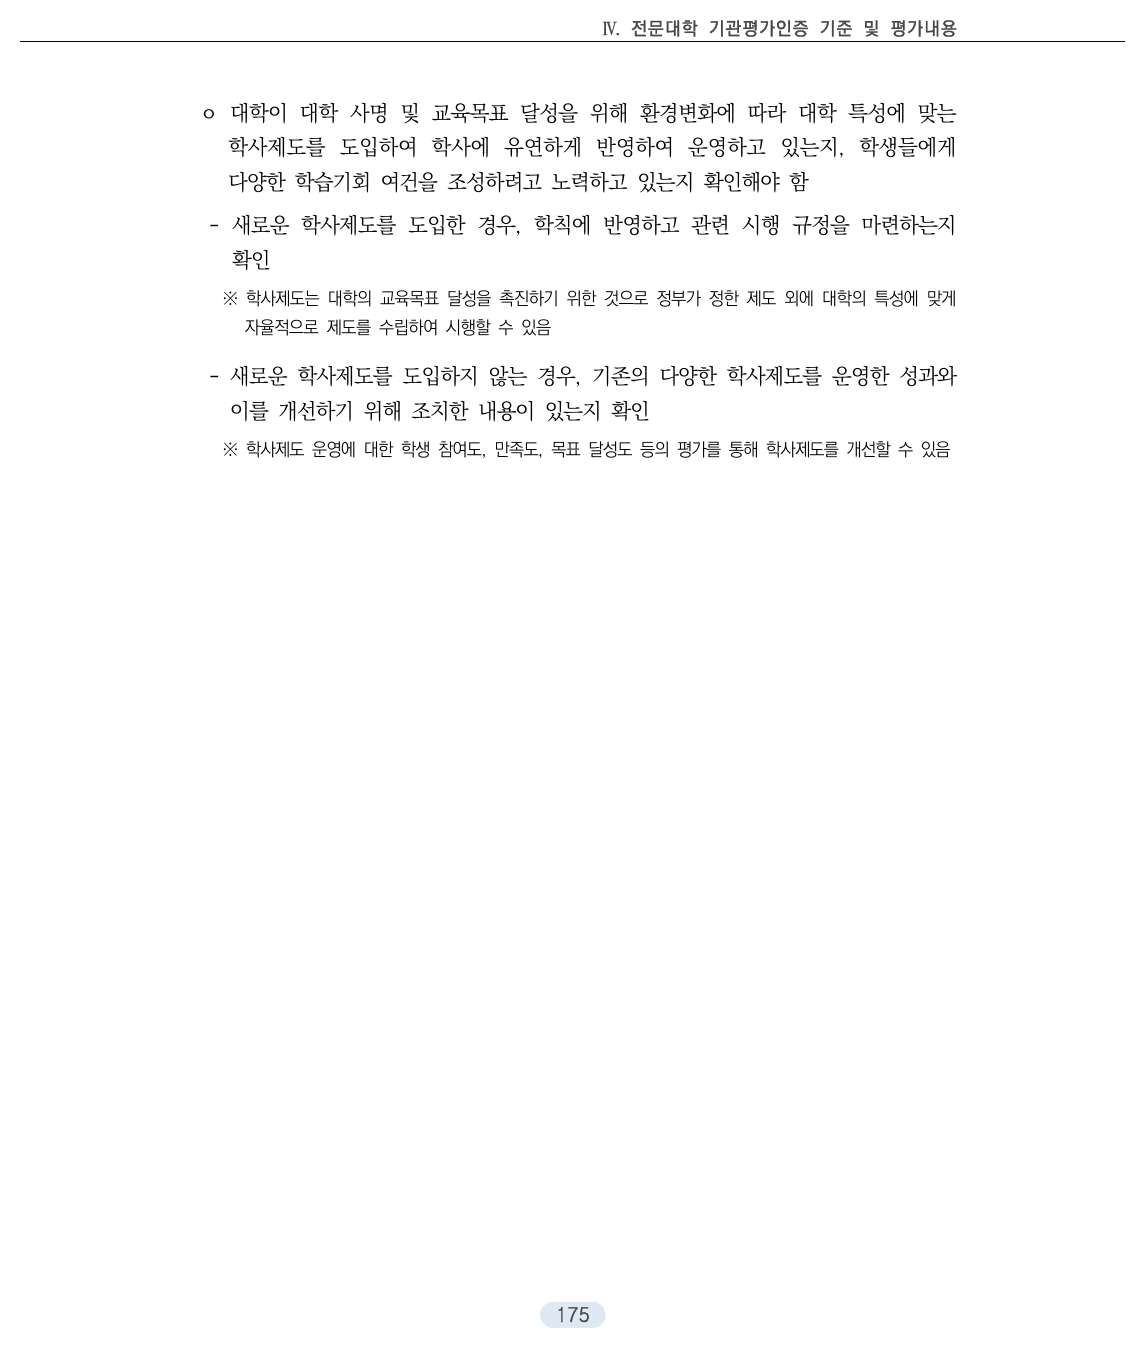 Ⅳ. 전문대학 기관평가인증 기준 및 평가내용
ㅇ 대학이 대학 사명 및 교육목표 달성을 위해 환경변화에 따라 대학 특성에 맞는
학사제도를 도입하여 학사에 유연하게 반영하여 운영하고 있는지, 학생들에게
다양한 학습기회 여건을 조성하려고 노력하고 있는지 확인해야 함
- 새로운 학사제도를 도입한 경우, 학칙에 반영하고 관련 시행 규정을 마련하는지
확인
※ 학사제도는 대학의 교육목표 달성을 촉진하기 위한 것으로 정부가 정한 제도 외에 대학의 특성에 맞게
자율적으로 제도를 수립하여 시행할 수 있음
- 새로운 학사제도를 도입하지 않는 경우, 기존의 다양한 학사제도를 운영한 성과와
이를 개선하기 위해 조치한 내용이 있는지 확인
※ 학사제도 운영에 대한 학생 참여도, 만족도, 목표 달성도 등의 평가를 통해 학사제도를 개선할 수 있음
175